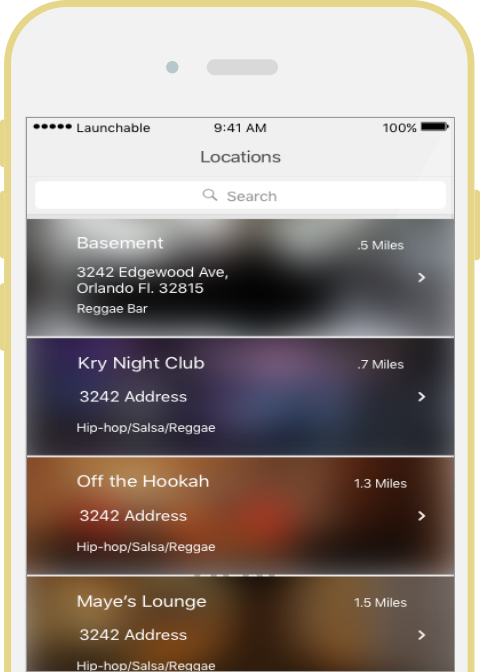 Launchable 9:41 AM 100%
Locations
Search
Basement .5 Miles
3242 Edgewood Ave,
Orlando Fl. 32815
Reggae Bar
Kry Night Club .7 Miles
3242 Address
Hip-hop/Salsa/Reggae
Off the Hookah 1.3 Miles
3242 Address
Hip-hop/Salsa/Reggae
Maye’s Lounge 1.5 Miles
3242 Address
Hip-hop/Salsa/Reggae